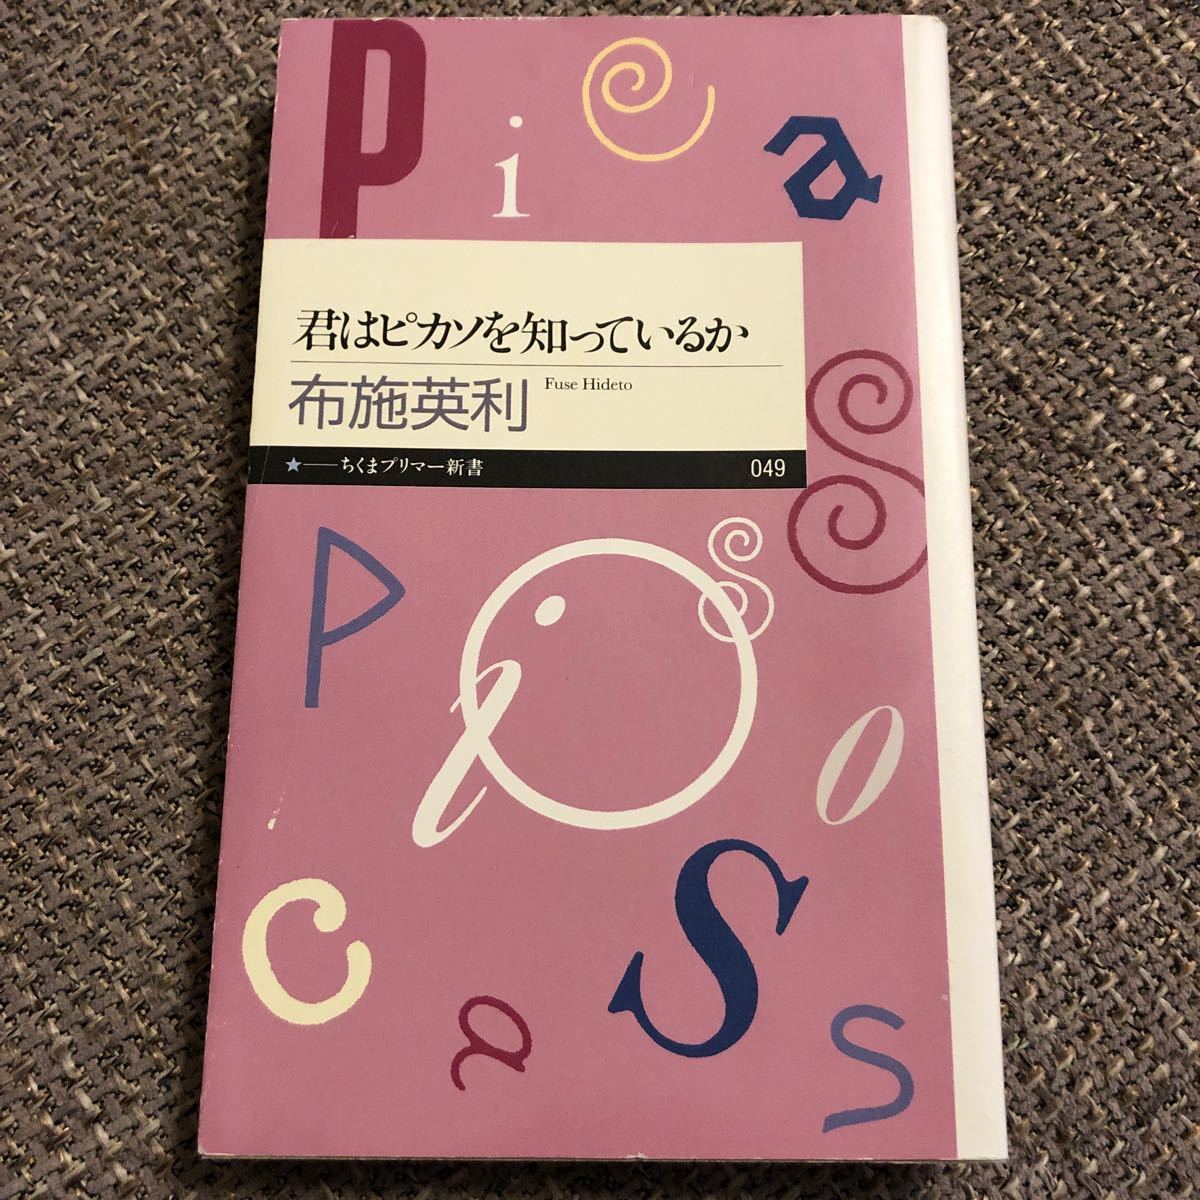 P i c a s s o
君はピカソを知っているか
布施英利 Fuse Hideto
★——ちくまプリマー新書 049
P i c a s s o